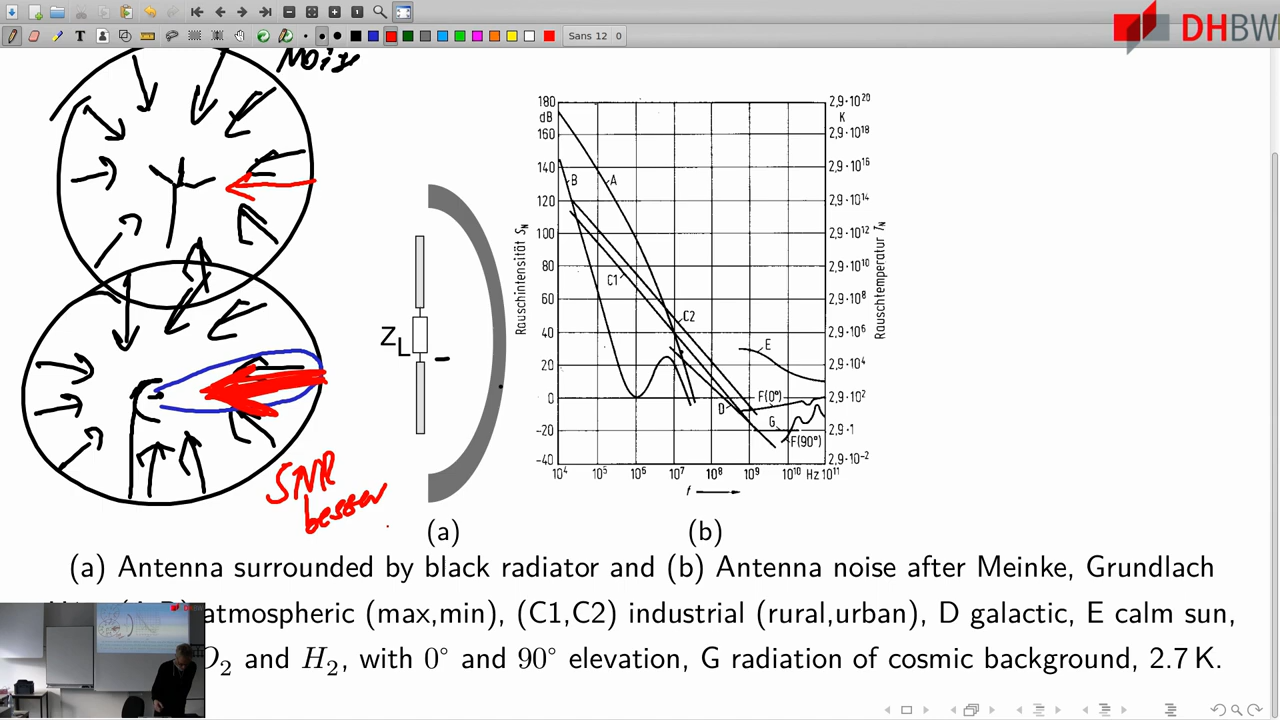 Sans 12 0
DHBW
Noise
180
dB
160
140
120
100
80
60
40
20
0
-20
-40
Rauschintensität S_N
2,9·10^20
K
2,9·10^18
2,9·10^16
2,9·10^14
2,9·10^12
2,9·10^10
2,9·10^8
2,9·10^6
2,9·10^4
2,9·10^2
2,9·1
2,9·10^-2
Rauschtemperatur T_N
B
A
C1
C2
E
D
F(0°)
G
F(90°)
10^4
10^5
10^6
10^7
10^8
10^9
10^10
Hz
10^11
f
Z_L
SNR
besser
(a)
(b)
(a) Antenna surrounded by black radiator and (b) Antenna noise after Meinke, Grundlach
atmospheric (max,min), (C1,C2) industrial (rural,urban), D galactic, E calm sun,
O_2 and H_2, with 0° and 90° elevation, G radiation of cosmic background, 2.7 K.